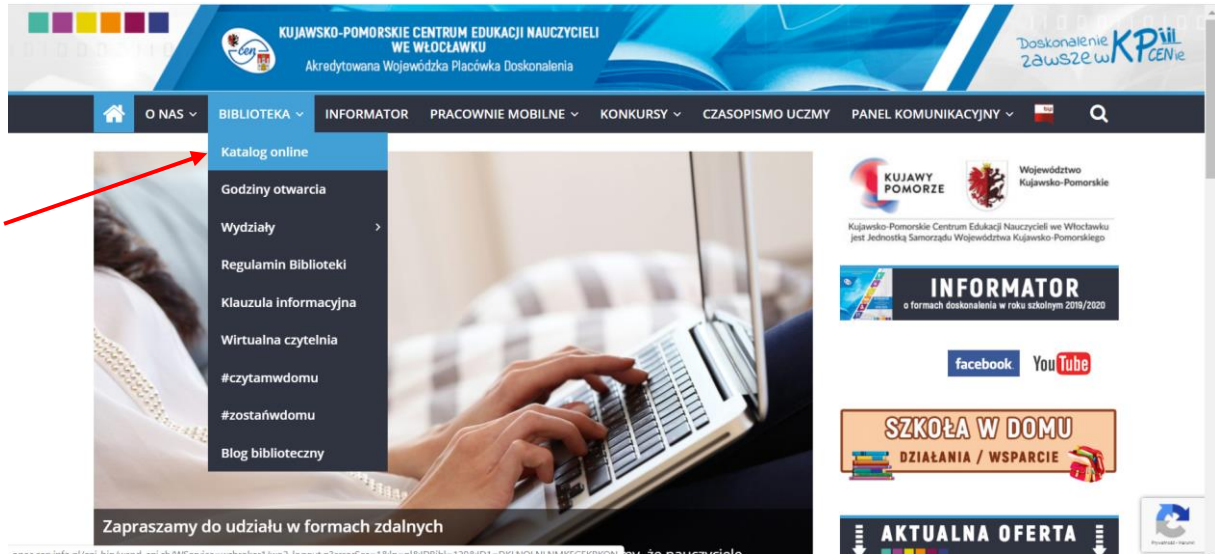 KUJAWSKO-POMORSKIE CENTRUM EDUKACJI NAUCZYCIELI
WE WŁOCŁAWKU
Akredytowana Wojewódzka Placówka Doskonalenia
cen
Doskonalenie
zawsze w KPCENie
O NAS
BIBLIOTEKA
INFORMATOR
PRACOWNIE MOBILNE
KONKURSY
CZASOPISMO UCZMY
PANEL KOMUNIKACYJNY
Katalog online
Godziny otwarcia
Wydziały
Regulamin Biblioteki
Klauzula informacyjna
Wirtualna czytelnia
#czytamwdomu
#zostańwdomu
Blog biblioteczny
Zapraszamy do udziału w formach zdalnych
że nauczyciele
KUJAWY
POMORZE
Województwo
Kujawsko-Pomorskie
Kujawsko-Pomorskie Centrum Edukacji Nauczycieli we Włocławku
jest Jednostką Samorządu Województwa Kujawsko-Pomorskiego
INFORMATOR
o formach doskonalenia w roku szkolnym 2019/2020
facebook
YouTube
SZKOŁA W DOMU
DZIAŁANIA / WSPARCIE
AKTUALNA OFERTA